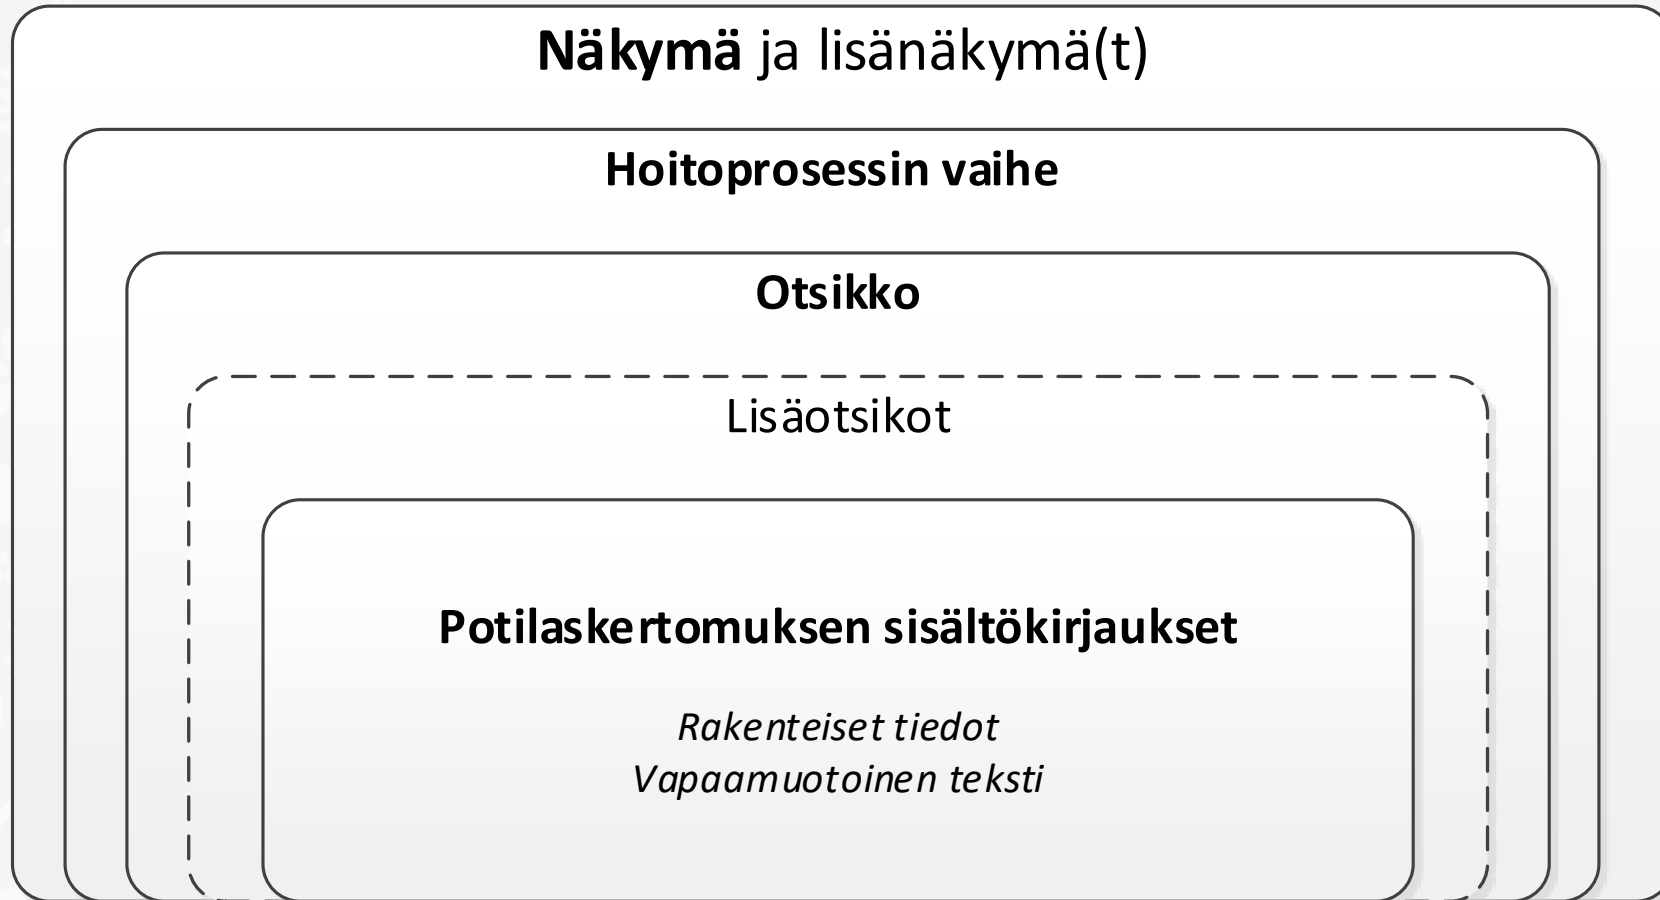 Näkymä ja lisänäkymä(t)
Hoitoprosessin vaihe
Otsikko
Lisäotsikot
Potilaskertomuksen sisältökirjaukset
Rakenteiset tiedot
Vapaamuotoinen teksti